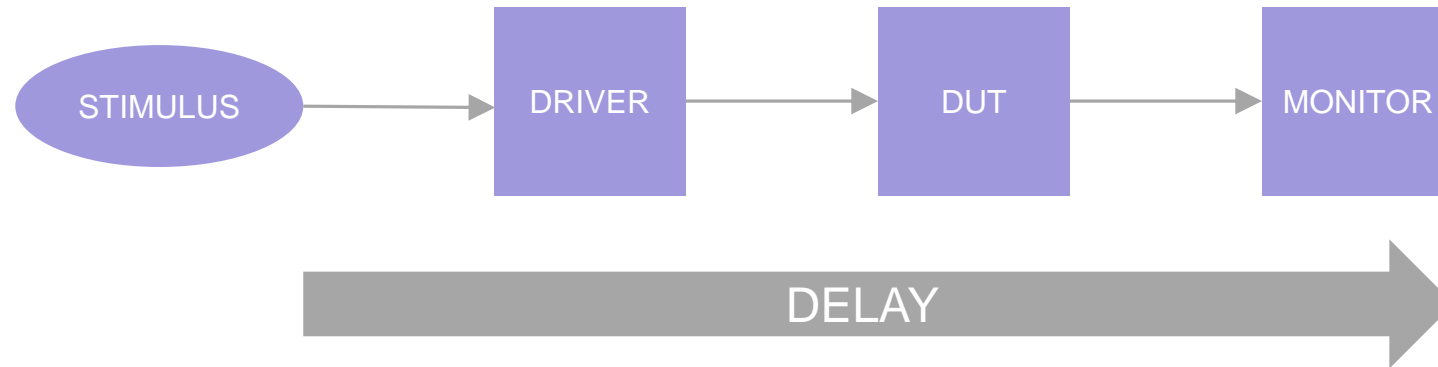 STIMULUS
DRIVER
DUT
MONITOR
DELAY